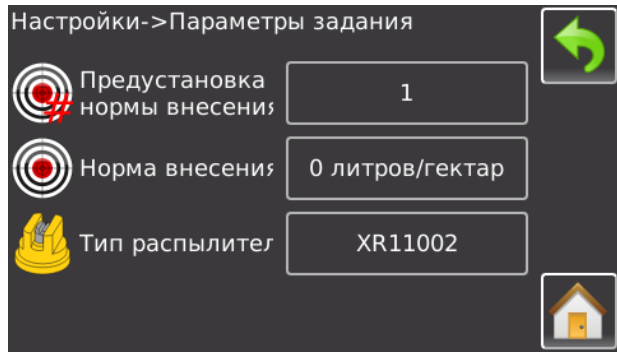 Настройки->Параметры задания
Предустановка
нормы внесения
1
Норма внесения
0 литров/гектар
Тип распылител
XR11002